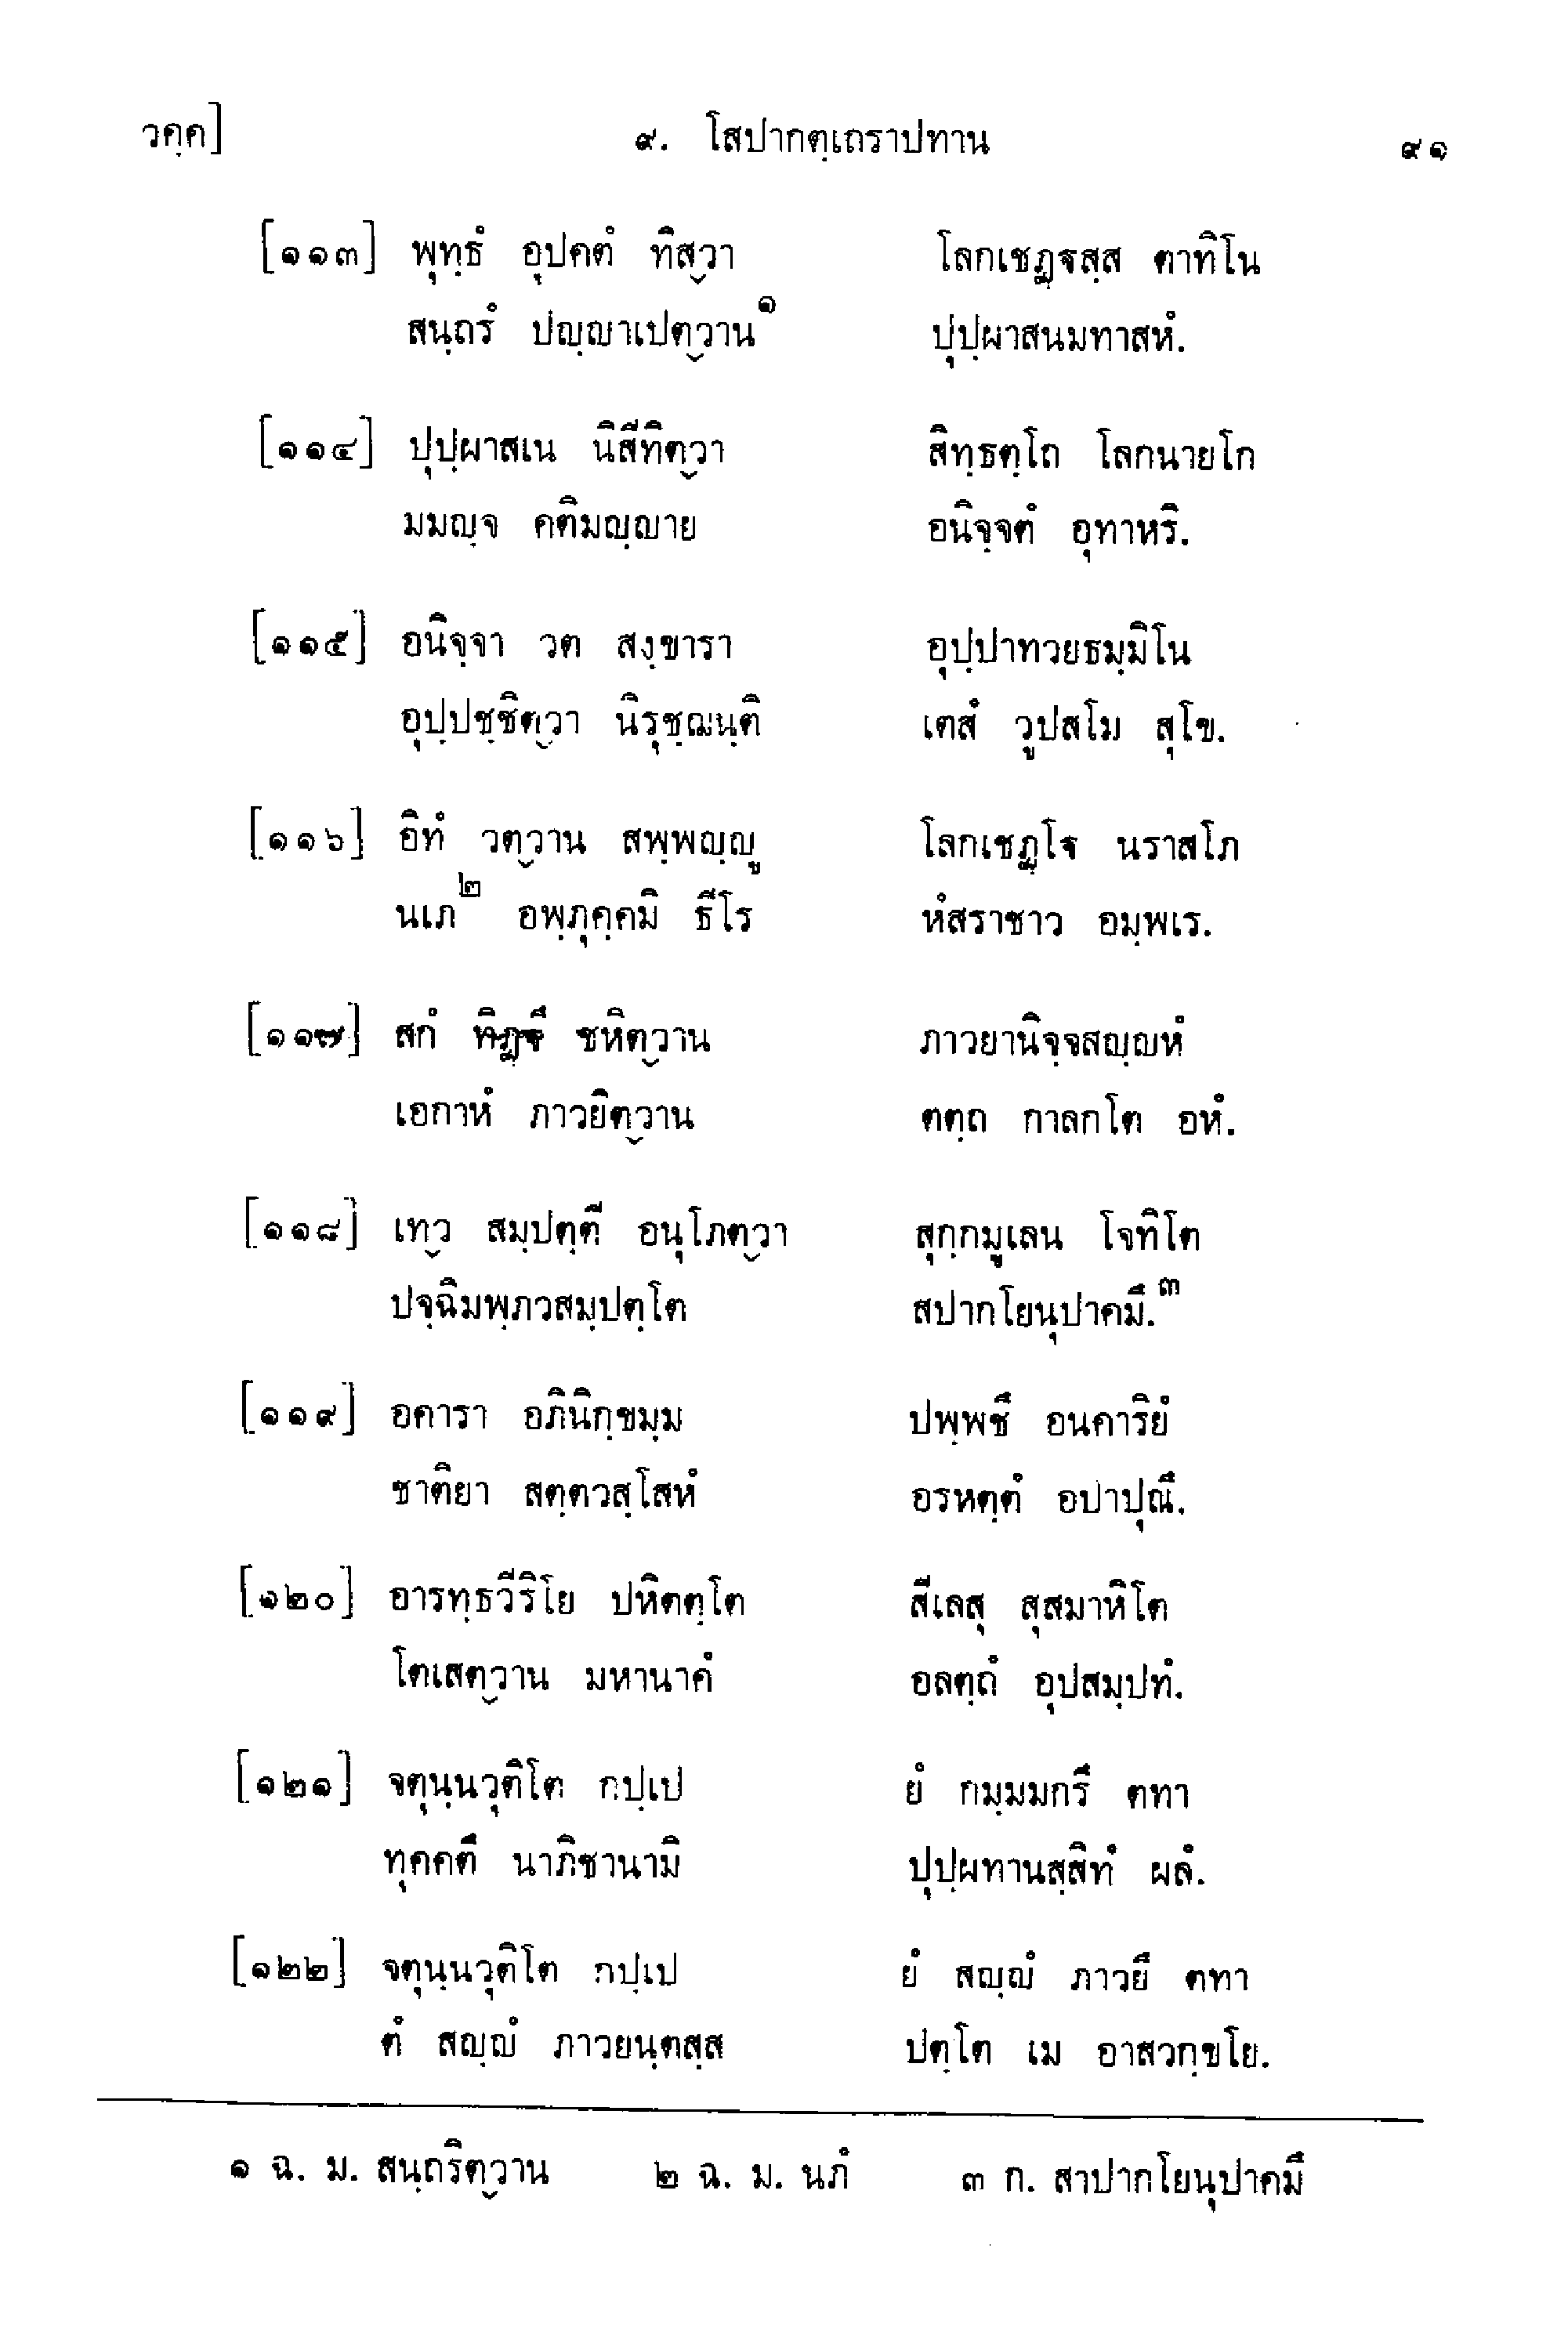 วคฺค] ๙. โสปากตฺเถราปทาน ๙๑
[๑๑๓] พุทฺธํ อุปคตํ ทิสฺวา โลกเชฏฺฐสฺส ตาทิโน
สนฺถรํ ปญฺญาเปตฺวาน๑ ปุปฺผาสนมทาสหํ.
[๑๑๔] ปุปฺผาสเน นิสีทิตฺวา สิทฺธตฺโถ โลกนายโก
มมญฺจ คติมญฺญาย อนิจฺจตํ อุทาหริ.
[๑๑๕] อนิจฺจา วต สงฺขารา อุปฺปาทวยธมฺมิโน
อุปฺปชฺชิตฺวา นิรุชฺฌนฺติ เตสํ วูปสโม สุโข.
[๑๑๖] อิทํ วตฺวาน สพฺพญฺญู โลกเชฏฺโฐ นราสโภ
นเภ๒ อพฺภุคฺคมิ ธีโร หํสราชาว อมฺพเร.
[๑๑๗] สกํ ทิฏฺฐึ ชหิตฺวาน ภาวยานิจฺจสญฺญหํ
เอกาหํ ภาวยิตฺวาน ตตฺถ กาลกโต อหํ.
[๑๑๘] เทฺว สมฺปตฺตี อนุโภตฺวา สุกฺกมูเลน โจทิโต
ปจฺฉิมพฺภวสมฺปตฺโต สปากโยนุปาคมึ.๓
[๑๑๙] อคารา อภินิกฺขมฺม ปพฺพชึ อนคาริยํ
ชาติยา สตฺตวสฺโสหํ อรหตฺตํ อปาปุณึ.
[๑๒๐] อารทฺธวีริโย ปหิตตฺโต สีเลสุ สุสมาหิโต
โตเสตฺวาน มหานาคํ อลตฺถํ อุปสมฺปทํ.
[๑๒๑] จตุนฺนวุติโต กปฺเป ยํ กมฺมมกรึ ตทา
ทุคคตึ นาภิชานามิ ปุปฺผทานสฺสิทํ ผลํ.
[๑๒๒] จตุนฺนวุติโต กปฺเป ยํ สญฺญํ ภาวยึ ตทา
ตํ สญฺญํ ภาวยนฺตสฺส ปตฺโต เม อาสวกฺขโย.
๑ ฉ. ม. สนฺถริตฺวาน ๒ ฉ. ม. นภํ ๓ ก. สาปากโยนุปาคมึ